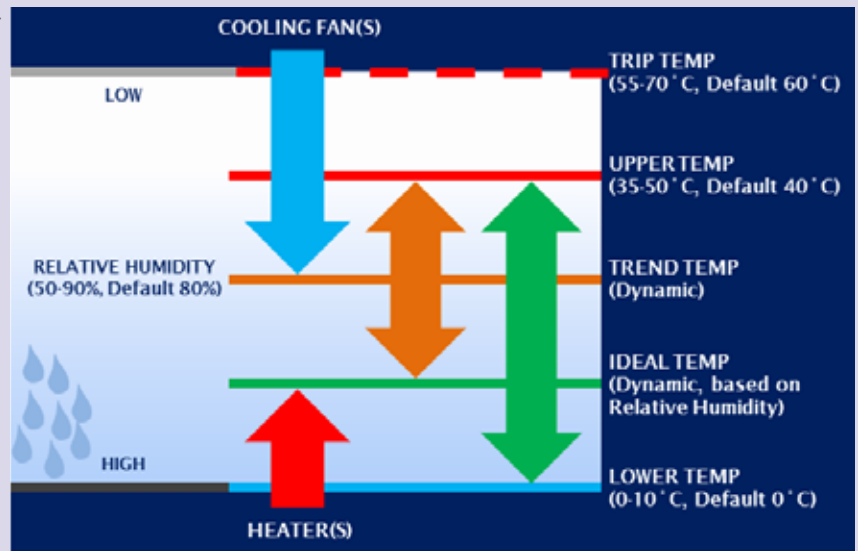 COOLING FAN(S)
TRIP TEMP
(55-70˚C, Default 60˚C)
LOW
UPPER TEMP
(35-50˚C, Default 40˚C)
RELATIVE HUMIDITY
(50-90%, Default 80%)
TREND TEMP
(Dynamic)
IDEAL TEMP
(Dynamic, based on
Relative Humidity)
HIGH
LOWER TEMP
(0-10˚C, Default 0˚C)
HEATER(S)